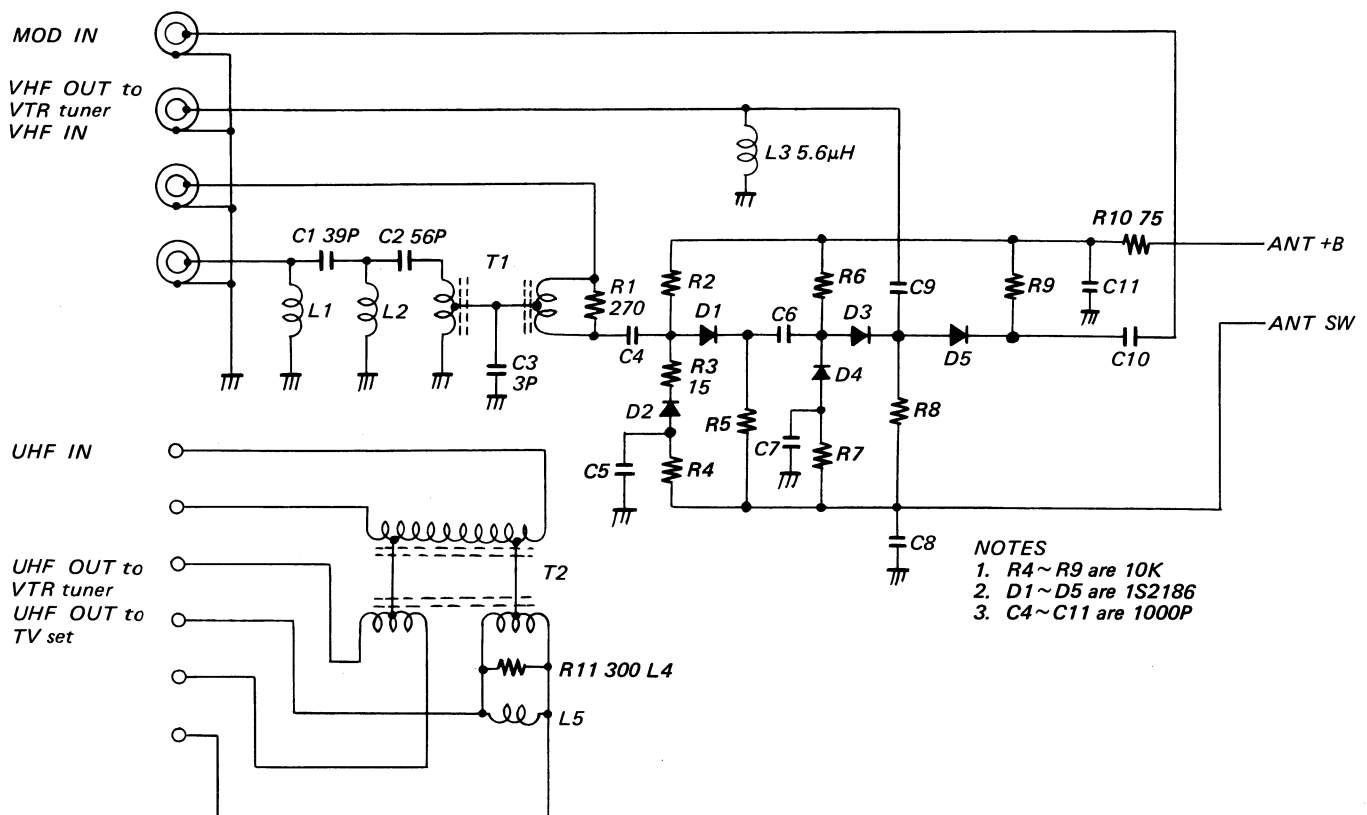 MOD IN
VHF OUT to
VTR tuner
VHF IN
L3 5.6μH
R10 75
ANT +B
C1 39P
C2 56P
T1
R1
270
R2
R6
C9
R9
C11
L1
L2
D1
C6
D3
ANT SW
C4
D5
C10
C3
3P
R3
15
D4
D2
R5
R8
C7
R7
UHF IN
C5
R4
C8
NOTES
1. R4~R9 are 10K
2. D1~D5 are 1S2186
3. C4~C11 are 1000P
UHF OUT to
VTR tuner
T2
UHF OUT to
TV set
R11 300 L4
L5